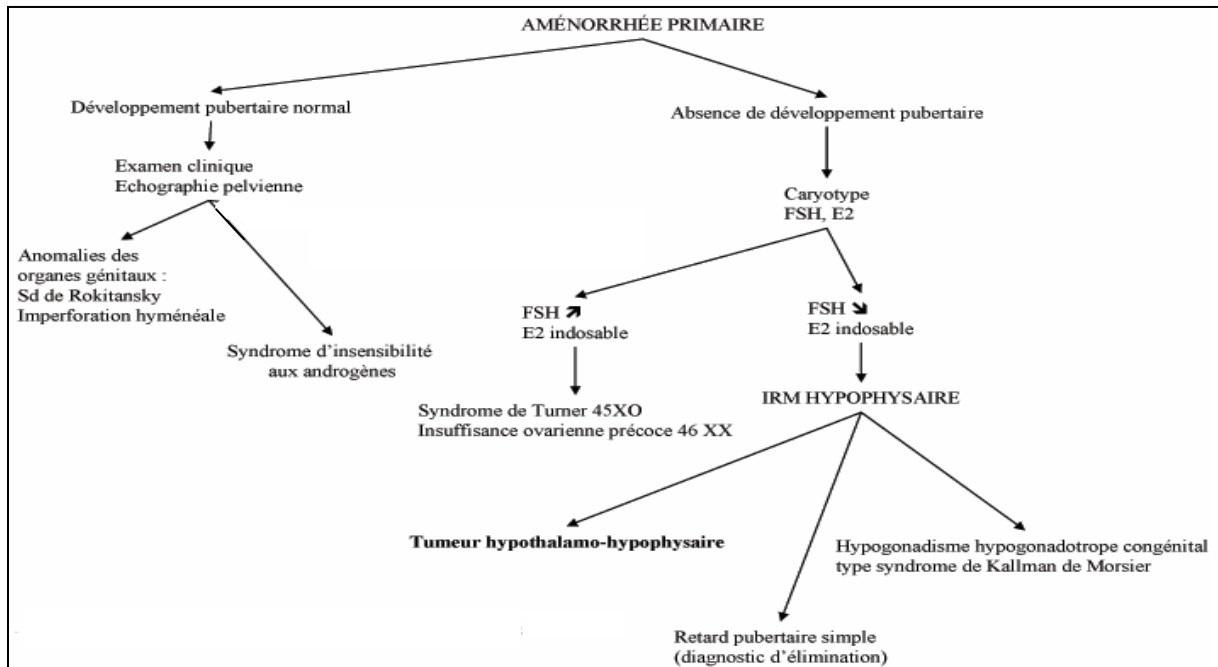 AMÉNORRHÉE PRIMAIRE
Développement pubertaire normal
Absence de développement pubertaire
Examen clinique
Echographie pelvienne
Caryotype
FSH, E2
Anomalies des
organes génitaux :
Sd de Rokitansky
Imperforation hyménéale
Syndrome d'insensibilité
aux androgènes
FSH ↗
E2 indosable
FSH ↘
E2 indosable
Syndrome de Turner 45XO
Insuffisance ovarienne précoce 46 XX
IRM HYPOPHYSAIRE
Tumeur hypothalamo-hypophysaire
Hypogonadisme hypogonadotrope congénital
type syndrome de Kallman de Morsier
Retard pubertaire simple
(diagnostic d'élimination)